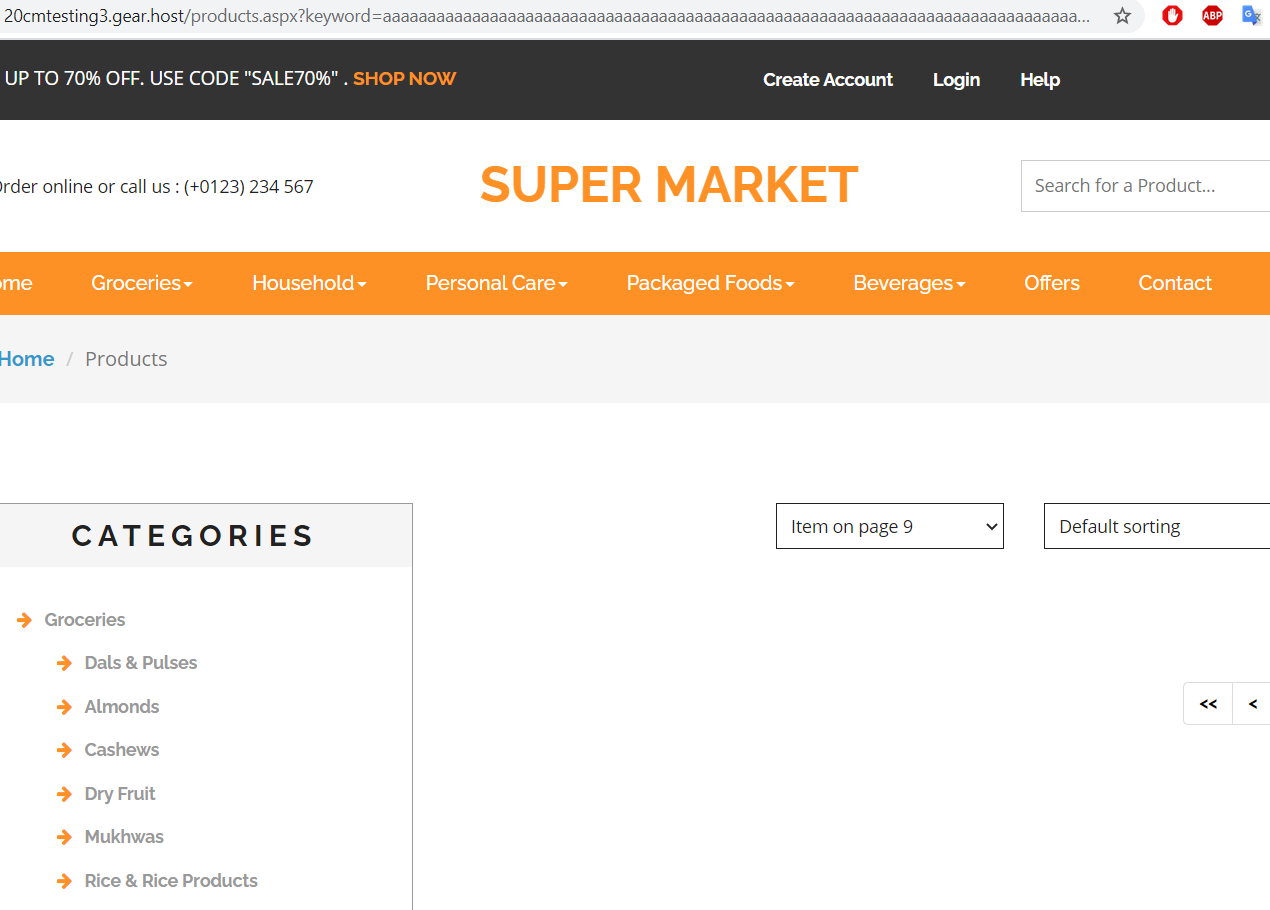 20cmtesting3.gear.host/products.aspx?keyword=aaaaaaaaaaaaaaaaaaaaaaaaaaaaaaaaaaaaaaaaaaaaaaaaaaaaaaaaaaaaaaaaaaaaaaaaaaaaaa...
ABP
UP TO 70% OFF. USE CODE "SALE70%" . SHOP NOW
Create Account Login Help
Order online or call us : (+0123) 234 567
SUPER MARKET
Search for a Product...
ome Groceries Household Personal Care Packaged Foods Beverages Offers Contact
Home / Products
CATEGORIES
Item on page 9
Default sorting
Groceries
Dals & Pulses
Almonds
<< <
Cashews
Dry Fruit
Mukhwas
Rice & Rice Products